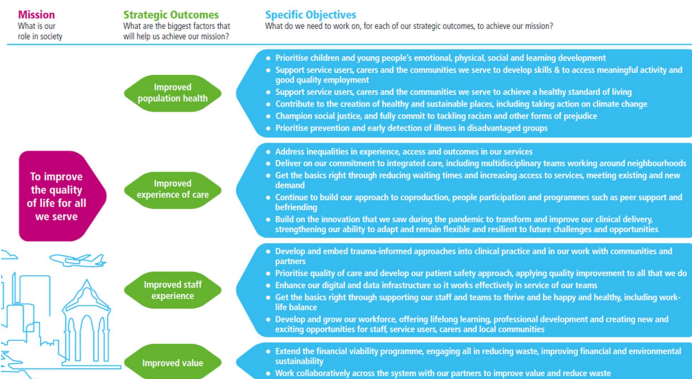 Mission
What is our
role in society
Strategic Outcomes
What are the biggest factors that
will help us achieve our mission?
Specific Objectives
What do we need to work on, for each of our strategic outcomes, to achieve our mission?
To improve
the quality
of life for all
we serve
Improved
population health
• Prioritise children and young people's emotional, physical, social and learning development
• Support service users, carers and the communities we serve to develop skills & to access meaningful activity and
good quality employment
• Support service users, carers and the communities we serve to achieve a healthy standard of living
• Contribute to the creation of healthy and sustainable places, including taking action on climate change
• Champion social justice, and fully commit to tackling racism and other forms of prejudice
• Prioritise prevention and early detection of illness in disadvantaged groups
Improved
experience of care
• Address inequalities in experience, access and outcomes in our services
• Deliver on our commitment to integrated care, including multidisciplinary teams working around neighbourhoods
• Get the basics right through reducing waiting times and increasing access to services, meeting existing and new
demand
• Continue to build our approach to coproduction, people participation and programmes such as peer support and
befriending
• Build on the innovation that we saw during the pandemic to transform and improve our clinical delivery,
strengthening our ability to adapt and remain flexible and resilient to future challenges and opportunities
Improved staff
experience
• Develop and embed trauma-informed approaches into clinical practice and in our work with communities and
partners
• Prioritise quality of care and develop our patient safety approach, applying quality improvement to all that we do
• Enhance our digital and data infrastructure so it works effectively in service of our teams
• Get the basics right through supporting our staff and teams to thrive and be happy and healthy, including work-
life balance
• Develop and grow our workforce, offering lifelong learning, professional development and creating new and
exciting opportunities for staff, service users, carers and local communities
Improved value
• Extend the financial viability programme, engaging all in reducing waste, improving financial and environmental
sustainability
• Work collaboratively across the system with our partners to improve value and reduce waste